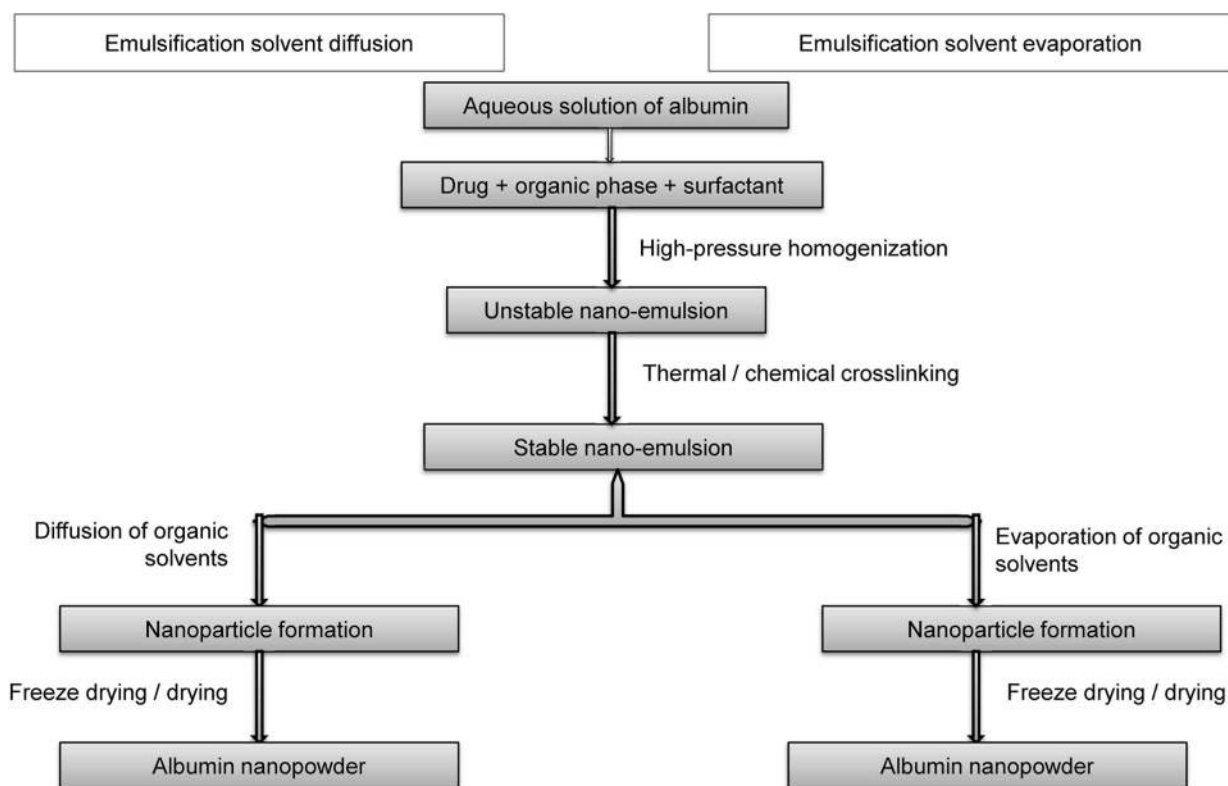 Emulsification solvent diffusion
Emulsification solvent evaporation
Aqueous solution of albumin
Drug + organic phase + surfactant
High-pressure homogenization
Unstable nano-emulsion
Thermal / chemical crosslinking
Stable nano-emulsion
Diffusion of organic
solvents
Evaporation of organic
solvents
Nanoparticle formation
Nanoparticle formation
Freeze drying / drying
Freeze drying / drying
Albumin nanopowder
Albumin nanopowder